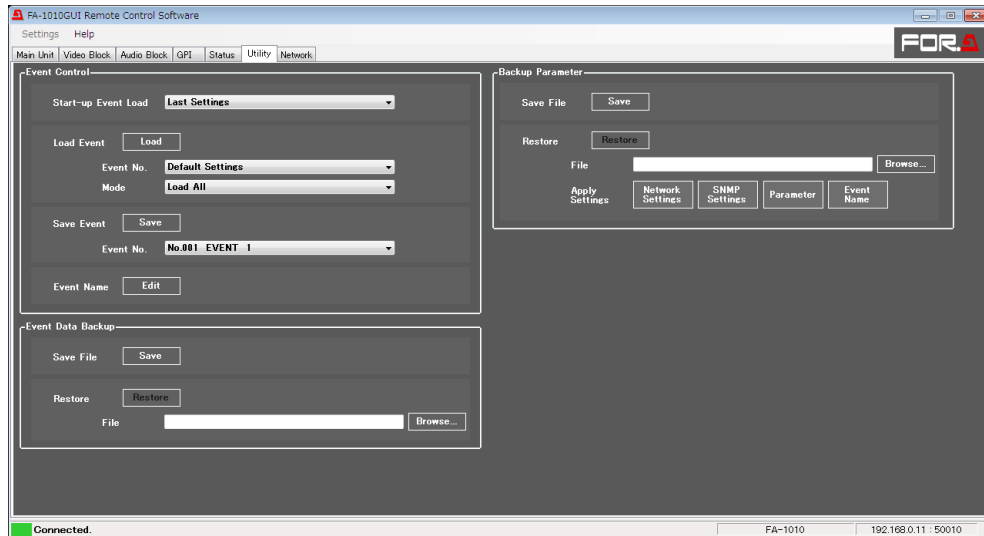 FA-1010GUI Remote Control Software
Settings Help
FOR.A
Main Unit Video Block Audio Block GPI Status Utility Network
Event Control
Start-up Event Load Last Settings
Load Event Load
Event No. Default Settings
Mode Load All
Save Event Save
Event No. No.001 EVENT 1
Event Name Edit
Event Data Backup
Save File Save
Restore Restore
File Browse...
Backup Parameter
Save File Save
Restore Restore
File Browse...
Apply Settings Network Settings SNMP Settings Parameter Event Name
Connected. FA-1010 192.168.0.11 : 50010